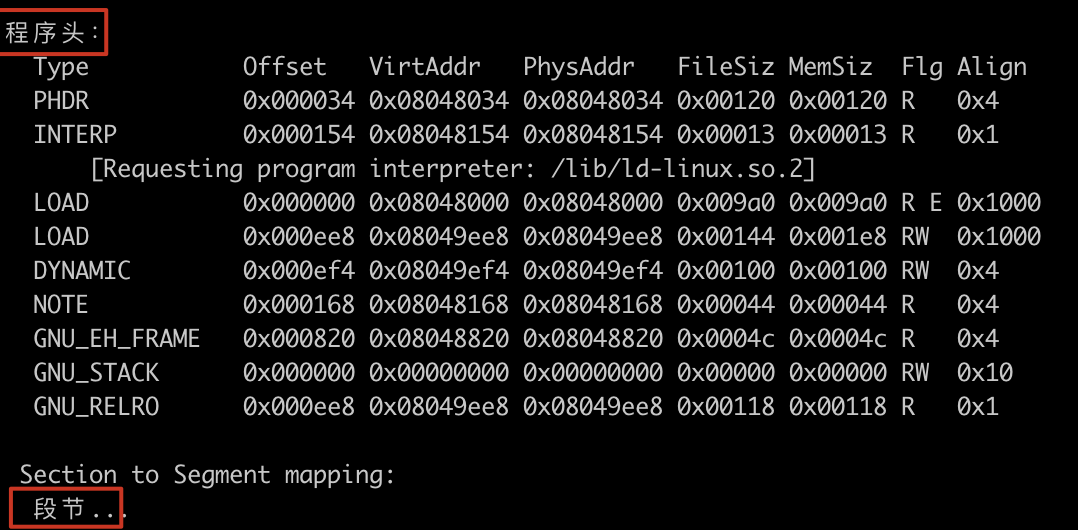 程序头：
Type Offset VirtAddr PhysAddr FileSiz MemSiz Flg Align
PHDR 0x000034 0x08048034 0x08048034 0x00120 0x00120 R 0x4
INTERP 0x000154 0x08048154 0x08048154 0x00013 0x00013 R 0x1
[Requesting program interpreter: /lib/ld-linux.so.2]
LOAD 0x000000 0x08048000 0x08048000 0x009a0 0x009a0 R E 0x1000
LOAD 0x000ee8 0x08049ee8 0x08049ee8 0x00144 0x001e8 RW 0x1000
DYNAMIC 0x000ef4 0x08049ef4 0x08049ef4 0x00100 0x00100 RW 0x4
NOTE 0x000168 0x08048168 0x08048168 0x00044 0x00044 R 0x4
GNU_EH_FRAME 0x000820 0x08048820 0x08048820 0x0004c 0x0004c R 0x4
GNU_STACK 0x000000 0x00000000 0x00000000 0x00000 0x00000 RW 0x10
GNU_RELRO 0x000ee8 0x08049ee8 0x08049ee8 0x00118 0x00118 R 0x1
Section to Segment mapping:
段节...